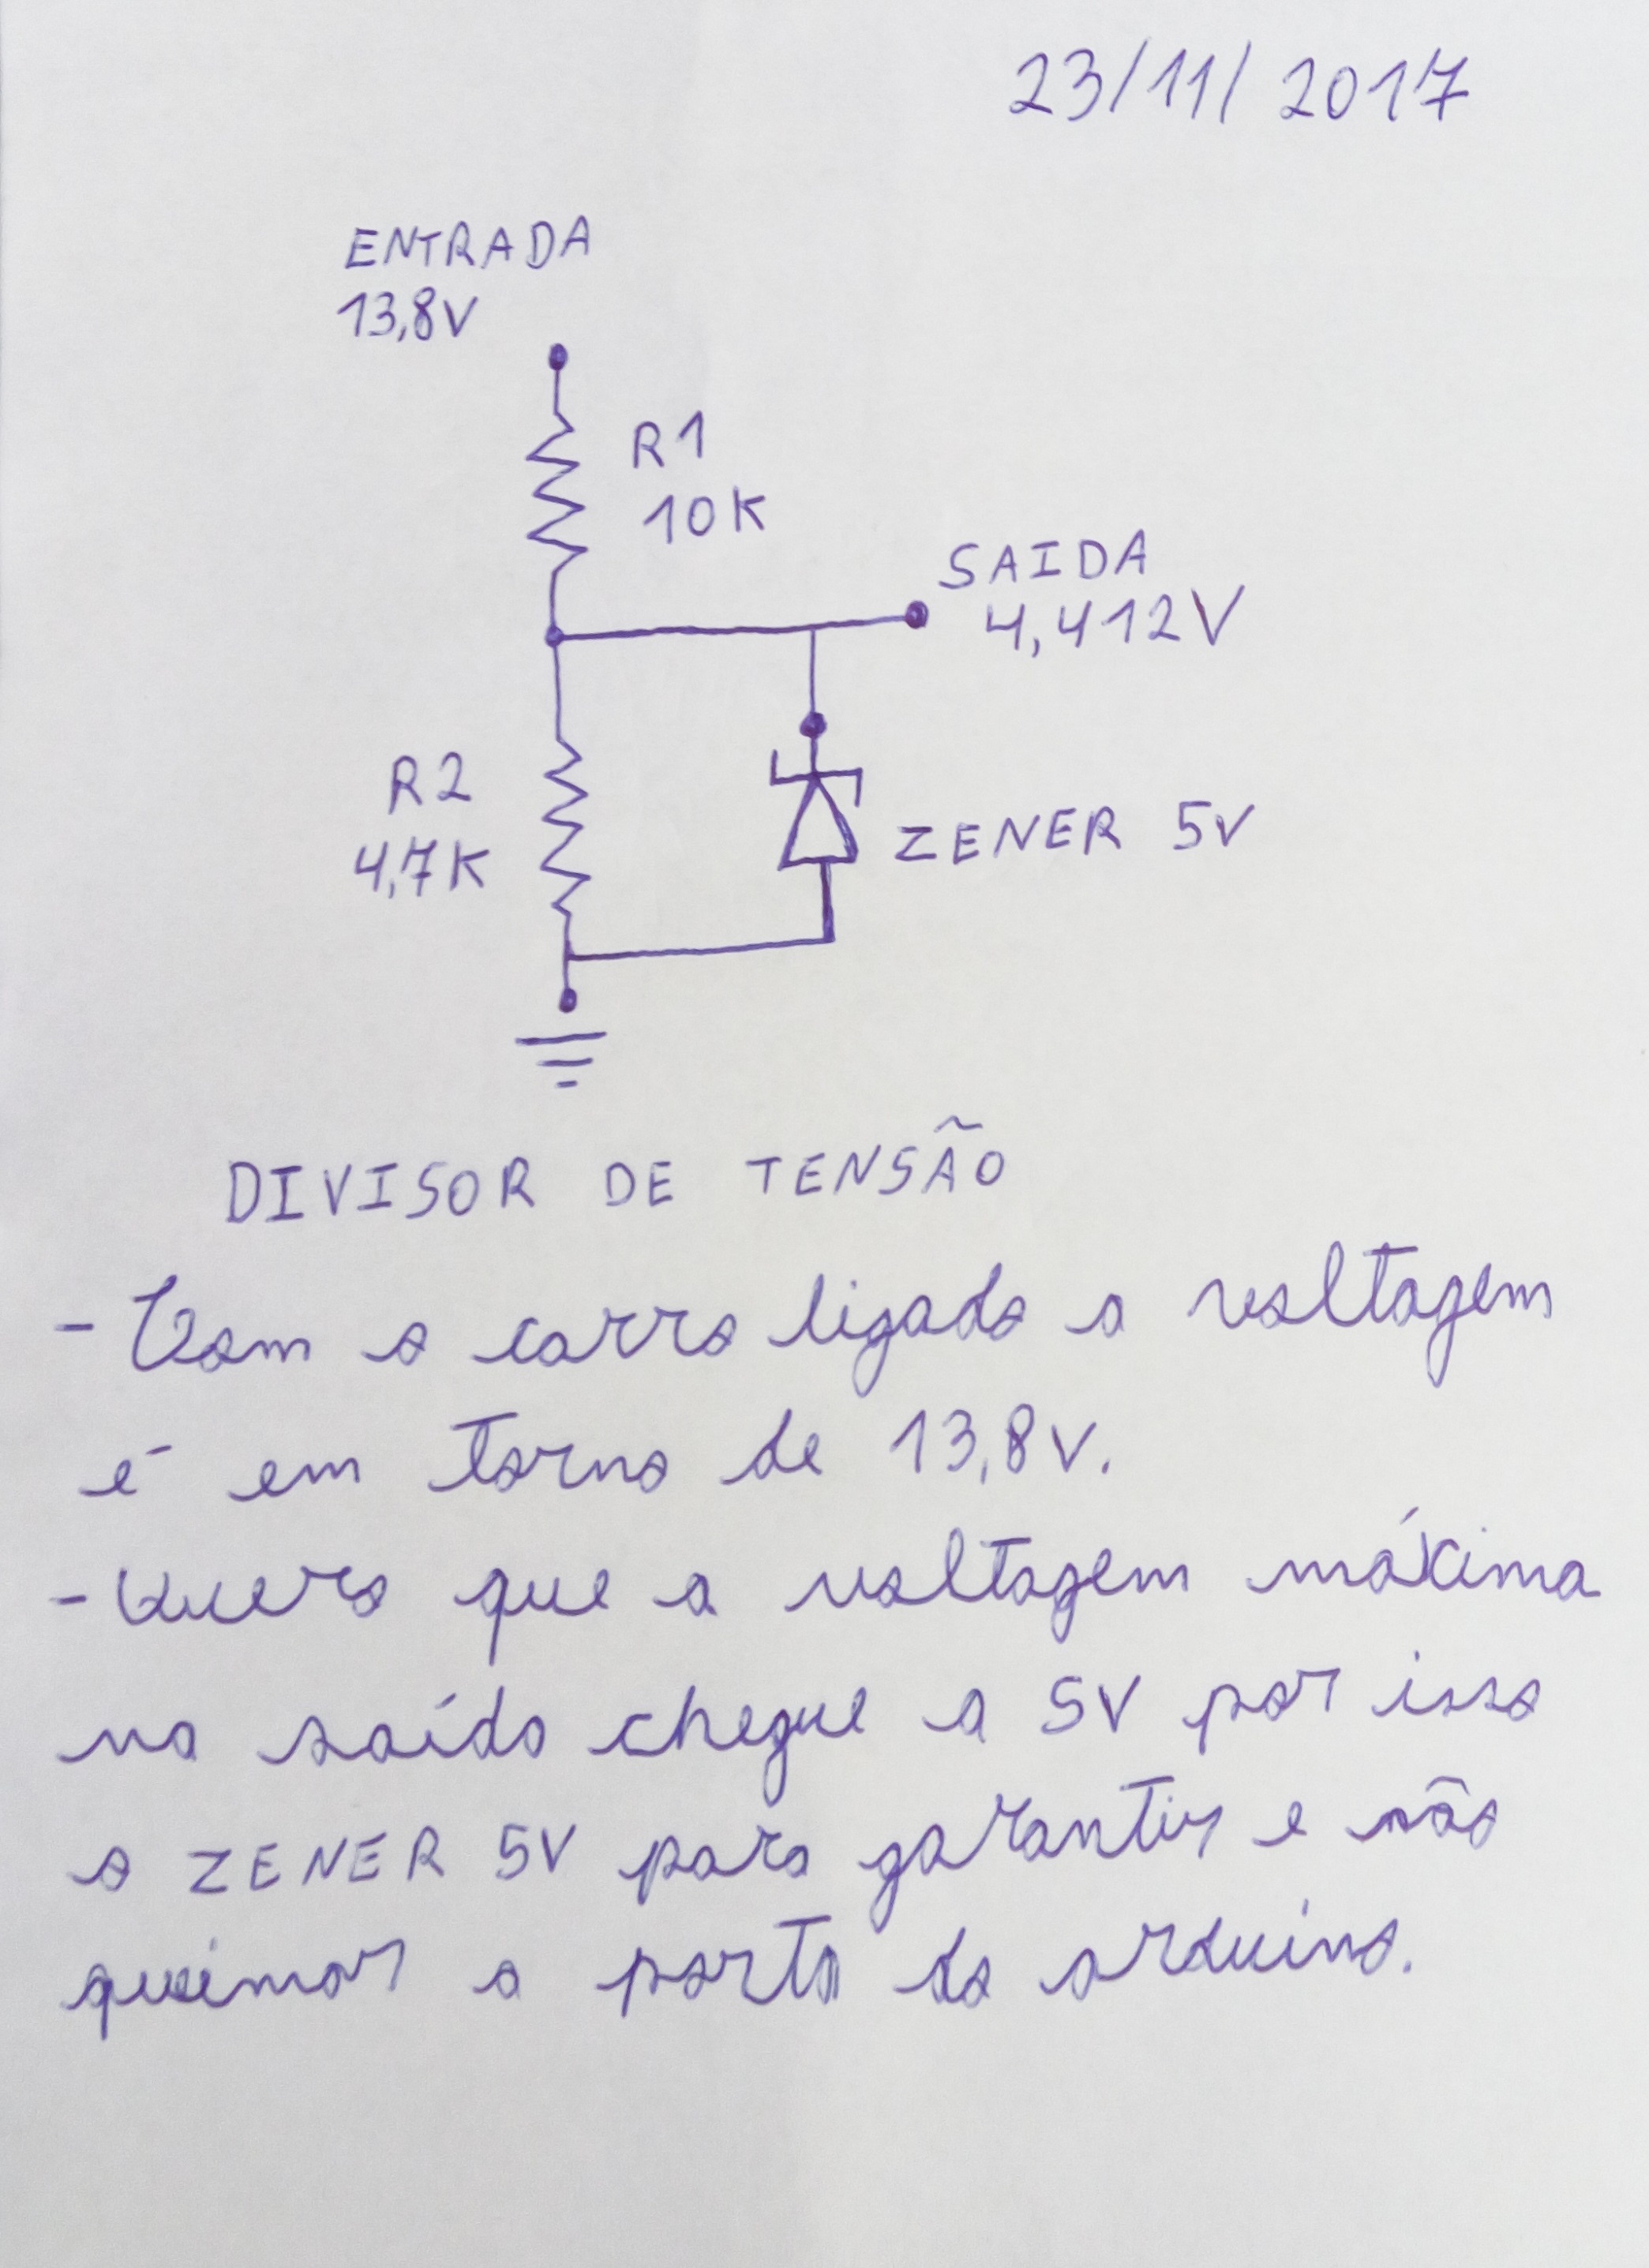 23/11/2017
ENTRADA
13,8V
R1
10K
SAIDA
4,412V
R2
4,7K
ZENER 5V
DIVISOR DE TENSÃO
- Com o carro ligado a voltagem
é em torno de 13,8V.
- Quero que a voltagem máxima
na saída chegue a 5V por isso
o ZENER 5V para garantir e não
queimar a porta do arduino.